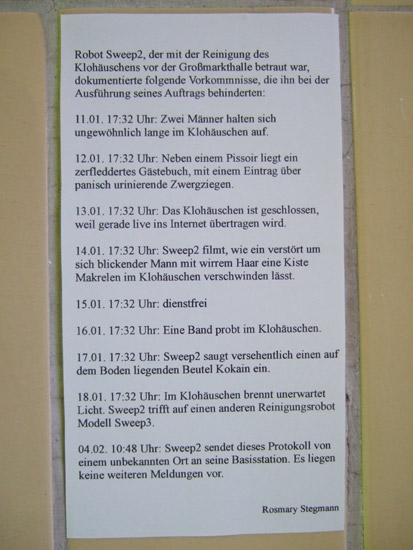 Robot Sweep2, der mit der Reinigung des
Klohäuschens vor der Großmarkthalle betraut war,
dokumentierte folgende Vorkommnisse, die ihn bei der
Ausführung seines Auftrags behinderten:
11.01. 17:32 Uhr: Zwei Männer halten sich
ungewöhnlich lange im Klohäuschen auf.
12.01. 17:32 Uhr: Neben einem Pissoir liegt ein
zerfleddertes Gästebuch, mit einem Eintrag über
panisch urinierende Zwergziegen.
13.01. 17:32 Uhr: Das Klohäuschen ist geschlossen,
weil gerade live ins Internet übertragen wird.
14.01. 17:32 Uhr: Sweep2 filmt, wie ein verstört um
sich blickender Mann mit wirrem Haar eine Kiste
Makrelen im Klohäuschen verschwinden lässt.
15.01. 17:32 Uhr: dienstfrei
16.01. 17:32 Uhr: Eine Band probt im Klohäuschen.
17.01. 17:32 Uhr: Sweep2 saugt versehentlich einen auf
dem Boden liegenden Beutel Kokain ein.
18.01. 17:32 Uhr: Im Klohäuschen brennt unerwartet
Licht. Sweep2 trifft auf einen anderen Reinigungsrobot
Modell Sweep3.
04.02. 10:48 Uhr: Sweep2 sendet dieses Protokoll von
einem unbekannten Ort an seine Basisstation. Es liegen
keine weiteren Meldungen vor.
Rosmary Stegmann